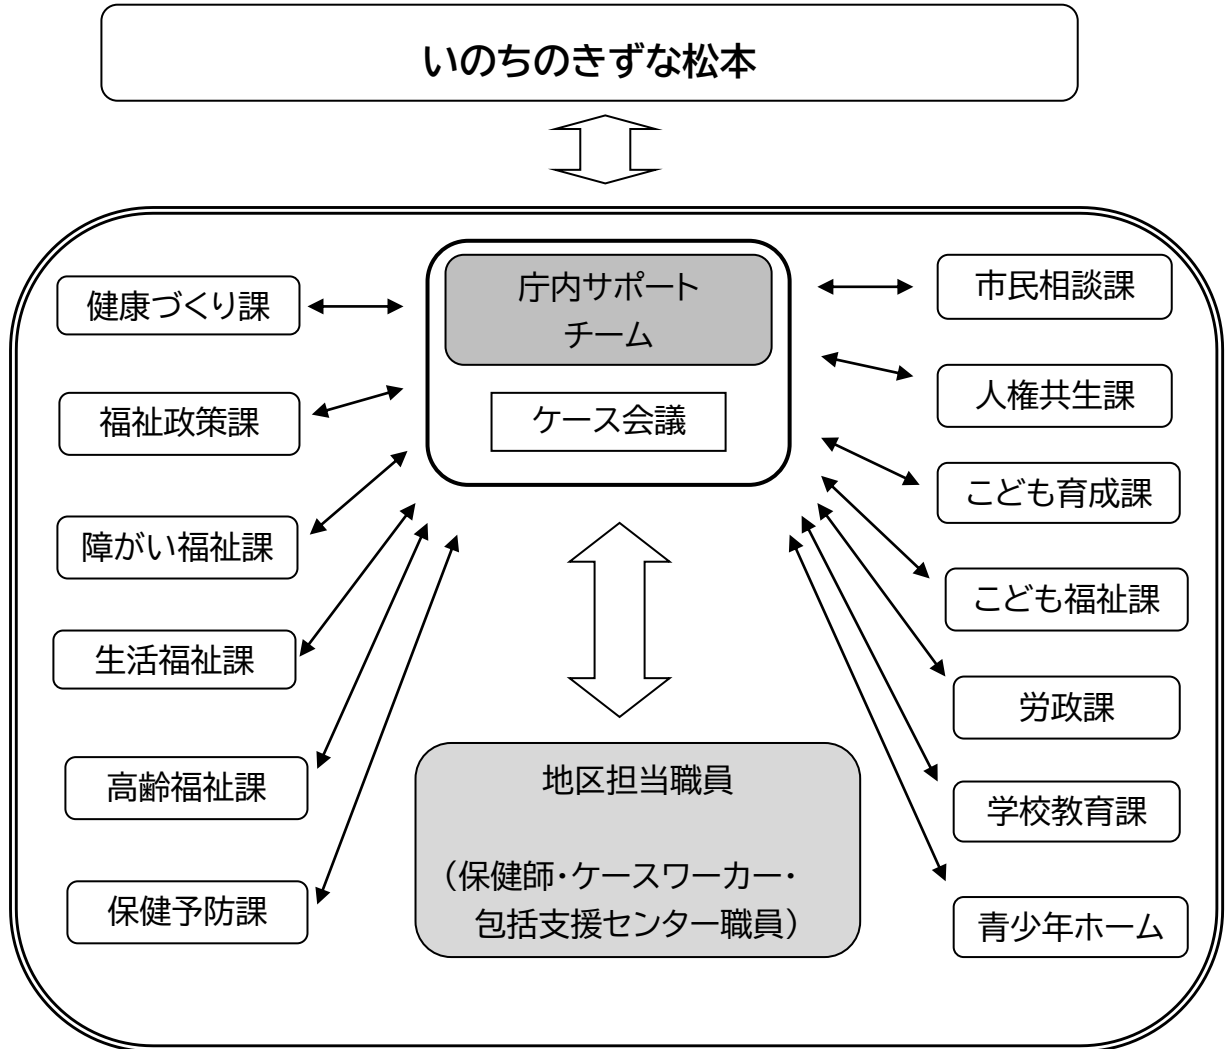 いのちのきずな松本
庁内サポート
チーム
ケース会議
健康づくり課
福祉政策課
障がい福祉課
生活福祉課
高齢福祉課
保健予防課
市民相談課
人権共生課
こども育成課
こども福祉課
労政課
学校教育課
青少年ホーム
地区担当職員
（保健師・ケースワーカー・
包括支援センター職員）